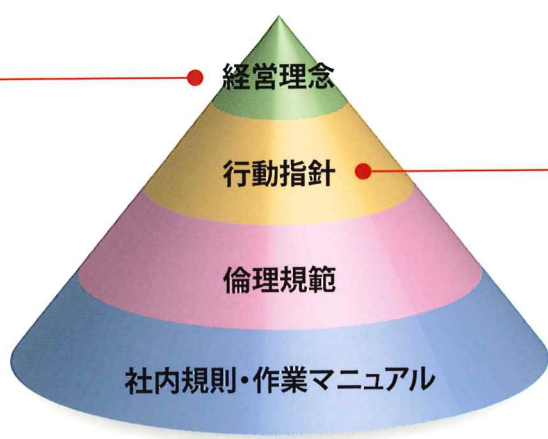 経営理念
行動指針
倫理規範
社内規則・作業マニュアル